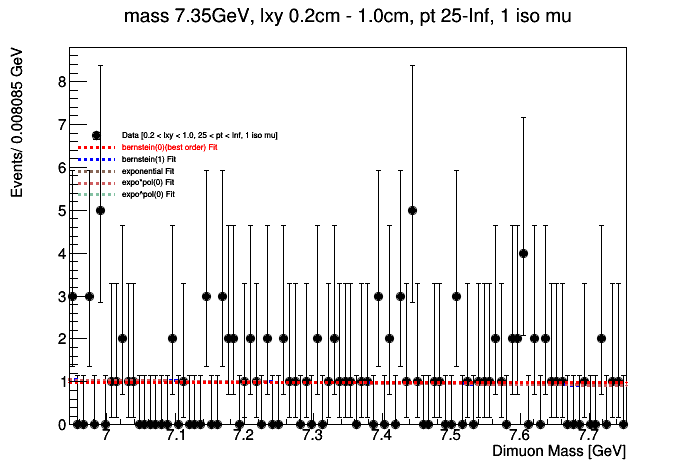 mass 7.35GeV, lxy 0.2cm - 1.0cm, pt 25-Inf, 1 iso mu
Events/ 0.008085 GeV
8
7
6
5
4
3
2
1
0
Data [0.2 < lxy < 1.0, 25 < pt < Inf, 1 iso mu]
bernstein(0)(best order) Fit
bernstein(1) Fit
exponential Fit
expo*pol(0) Fit
expo*pol(0) Fit
7 7.1 7.2 7.3 7.4 7.5 7.6 7.7
Dimuon Mass [GeV]